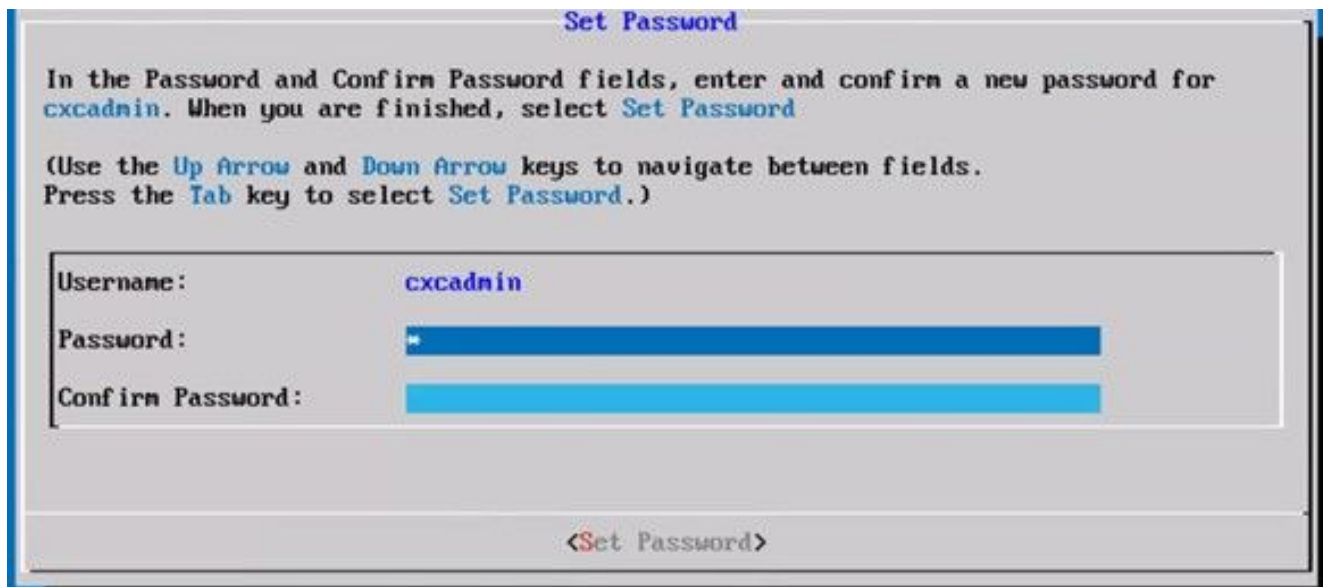 Set Password
In the Password and Confirm Password fields, enter and confirm a new password for
cxcadmin. When you are finished, select Set Password
(Use the Up Arrow and Down Arrow keys to navigate between fields.
Press the Tab key to select Set Password.)
Username: cxcadmin
Password: *
Confirm Password:
<Set Password>